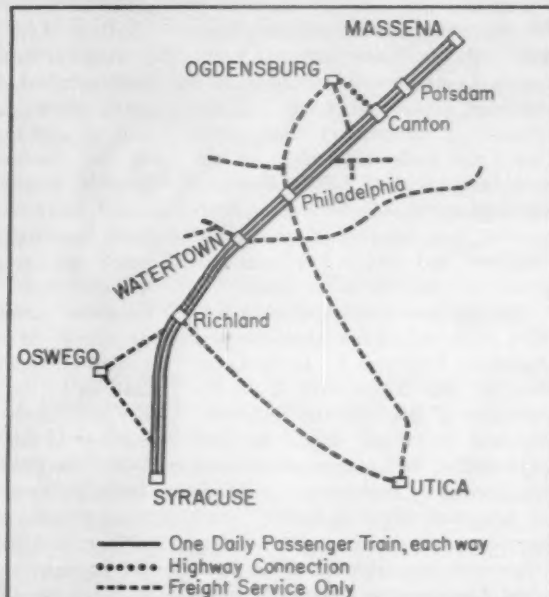 MASSENA
OGDENSBURG
Potsdam
Canton
Philadelphia
WATERTOWN
Richland
OSWEGO
SYRACUSE
UTICA
One Daily Passenger Train, each way
Highway Connection
Freight Service Only